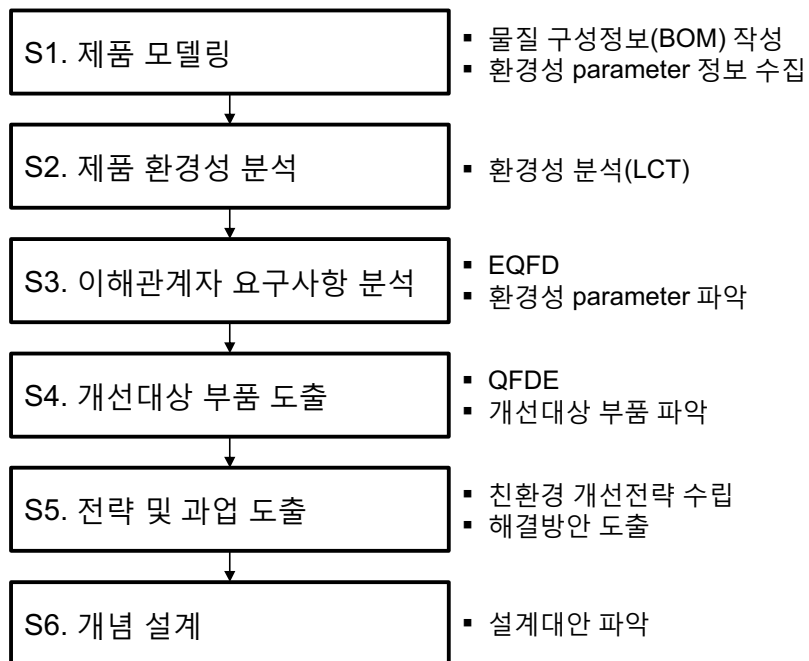 S1. 제품 모델링
▪ 물질 구성정보(BOM) 작성
▪ 환경성 parameter 정보 수집
S2. 제품 환경성 분석
▪ 환경성 분석(LCT)
S3. 이해관계자 요구사항 분석
▪ EQFD
▪ 환경성 parameter 파악
S4. 개선대상 부품 도출
▪ QFDE
▪ 개선대상 부품 파악
S5. 전략 및 과업 도출
▪ 친환경 개선전략 수립
▪ 해결방안 도출
S6. 개념 설계
▪ 설계대안 파악